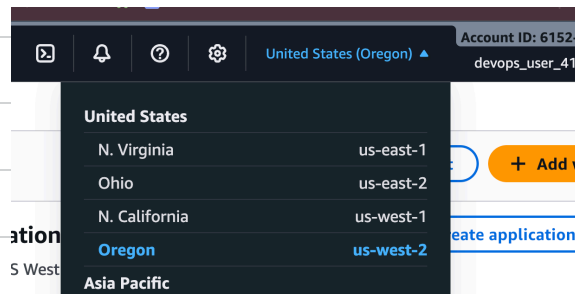 United States (Oregon) ▲
Account ID: 6152-
devops_user_41
United States
N. Virginia us-east-1
Ohio us-east-2
N. California us-west-1
Oregon us-west-2
Asia Pacific
+ Add
eate application
ation
S West